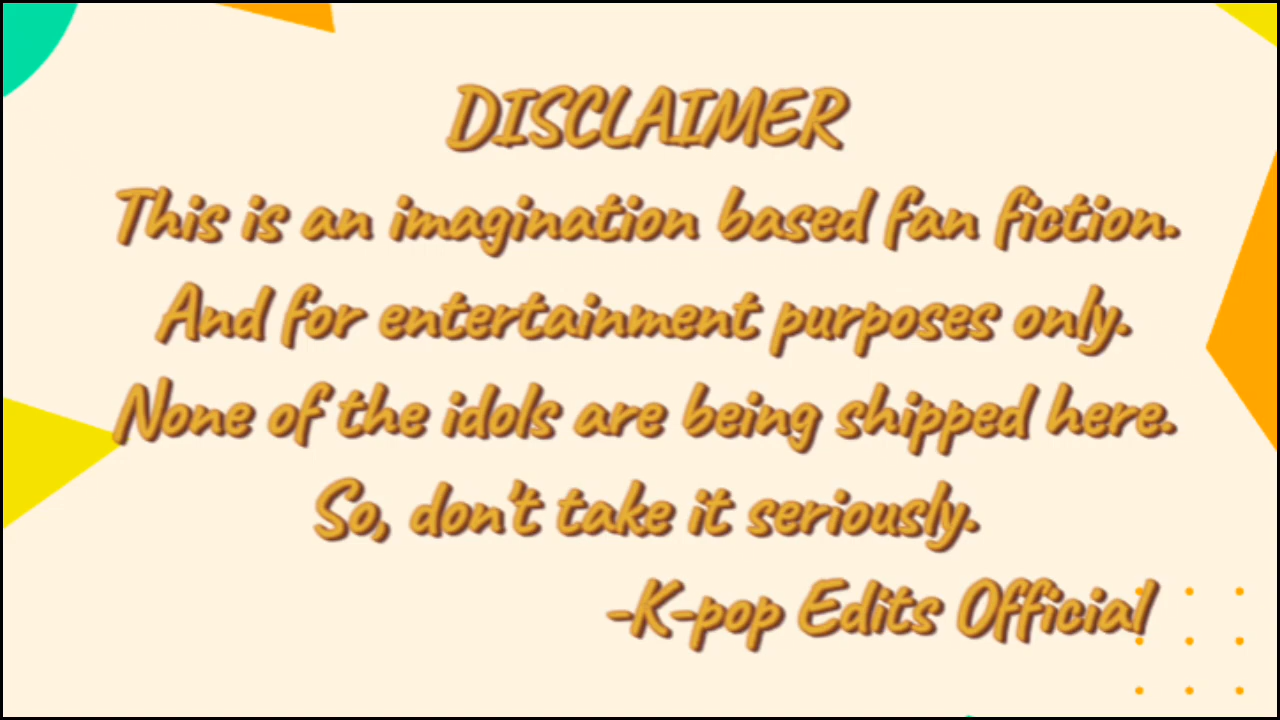 DISCLAIMER
This is an imagination based fan fiction.
And for entertainment purposes only.
None of the idols are being shipped here.
So, don't take it seriously.
-K-pop Edits Official